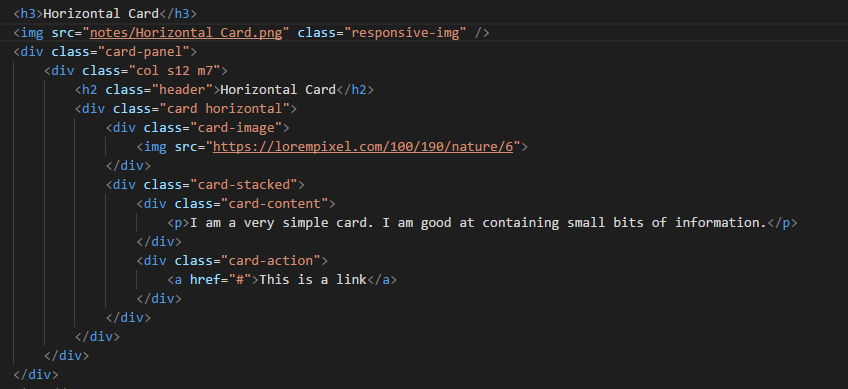 <h3>Horizontal Card</h3>
<img src="notes/Horizontal Card.png" class="responsive-img" />
<div class="card-panel">
    <div class="col s12 m7">
        <h2 class="header">Horizontal Card</h2>
        <div class="card horizontal">
            <div class="card-image">
                <img src="https://lorempixel.com/100/190/nature/6">
            </div>
            <div class="card-stacked">
                <div class="card-content">
                    <p>I am a very simple card. I am good at containing small bits of information.</p>
                </div>
                <div class="card-action">
                    <a href="#">This is a link</a>
                </div>
            </div>
        </div>
    </div>
</div>